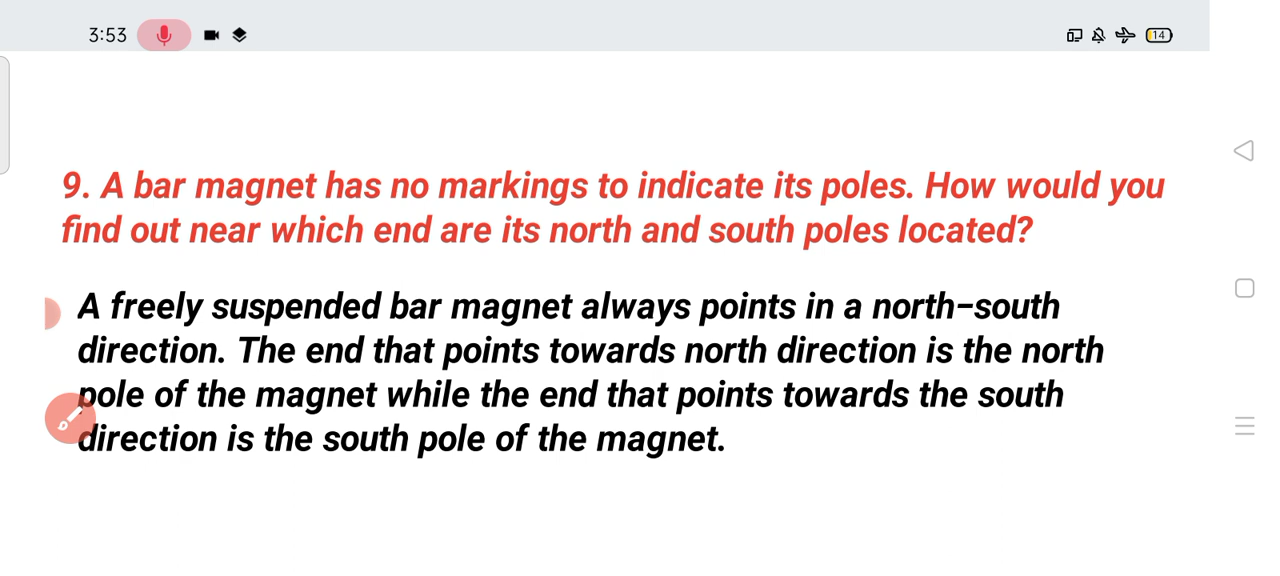 3:53
14
9. A bar magnet has no markings to indicate its poles. How would you
find out near which end are its north and south poles located?
A freely suspended bar magnet always points in a north-south
direction. The end that points towards north direction is the north
pole of the magnet while the end that points towards the south
direction is the south pole of the magnet.